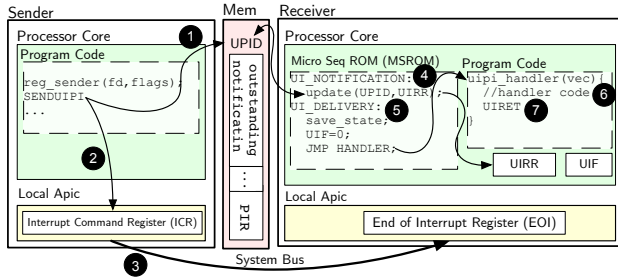 Sender
Mem
Receiver
Processor Core
Program Code
reg_sender(fd,flags);
SENDUIPI
...
1
2
Local Apic
Interrupt Command Register (ICR)
3
System Bus
UPID
outstanding
notificatin
...
PIR
Processor Core
Micro Seq ROM (MSROM)
UI_NOTIFICATION:
update(UPID,UIRR);
UI_DELIVERY:
save_state;
UIF=0;
JMP HANDLER;
4
5
Program Code
uipi_handler(vec){
//handler code
UIRET
}
6
7
UIRR
UIF
Local Apic
End of Interrupt Register (EOI)